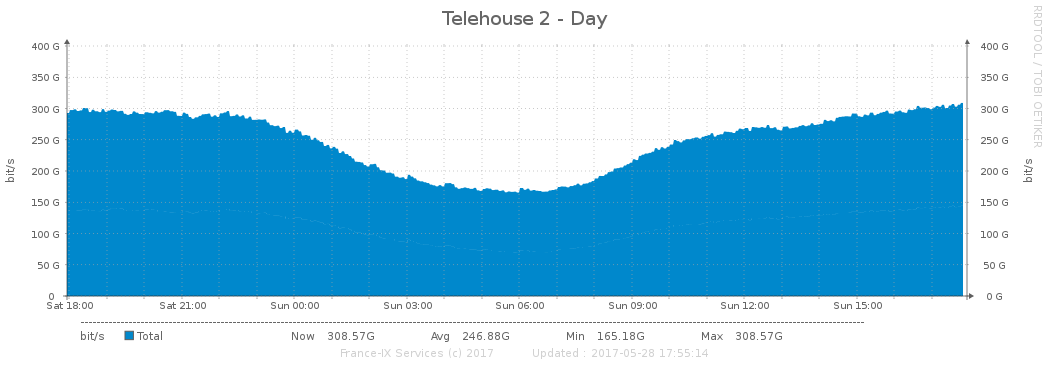 Telehouse 2 - Day
RRDTOOL / TOBI OETIKER
400 G 400 G
350 G 350 G
300 G 300 G
250 G 250 G
200 G 200 G
150 G 150 G
100 G 100 G
50 G 50 G
0 0 G
bit/s bit/s
Sat 18:00 Sat 21:00 Sun 00:00 Sun 03:00 Sun 06:00 Sun 09:00 Sun 12:00 Sun 15:00
bit/s Total Now 308.57G Avg 246.88G Min 165.18G Max 308.57G
France-IX Services (c) 2017 Updated : 2017-05-28 17:55:14